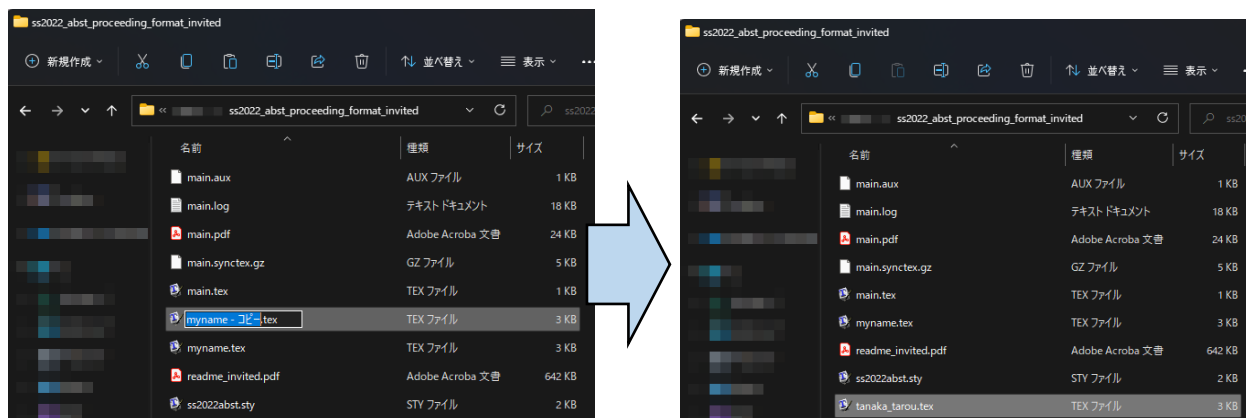 ss2022_abst_proceeding_format_invited
新規作成
並べ替え
表示
« ss2022_abst_proceeding_format_invited
ss2022
名前 種類 サイズ
main.aux AUX ファイル 1 KB
main.log テキスト ドキュメント 18 KB
main.pdf Adobe Acroba 文書 24 KB
main.synctex.gz GZ ファイル 5 KB
main.tex TEX ファイル 1 KB
myname - コピー.tex TEX ファイル 3 KB
myname.tex TEX ファイル 3 KB
readme_invited.pdf Adobe Acroba 文書 642 KB
ss2022abst.sty STY ファイル 2 KB
ss2022_abst_proceeding_format_invited
新規作成
並べ替え
表示
« ss2022_abst_proceeding_format_invited
ss20
名前 種類 サイズ
main.aux AUX ファイル 1 KB
main.log テキスト ドキュメント 18 KB
main.pdf Adobe Acroba 文書 24 KB
main.synctex.gz GZ ファイル 5 KB
main.tex TEX ファイル 1 KB
myname.tex TEX ファイル 3 KB
readme_invited.pdf Adobe Acroba 文書 642 KB
ss2022abst.sty STY ファイル 2 KB
tanaka_tarou.tex TEX ファイル 3 KB